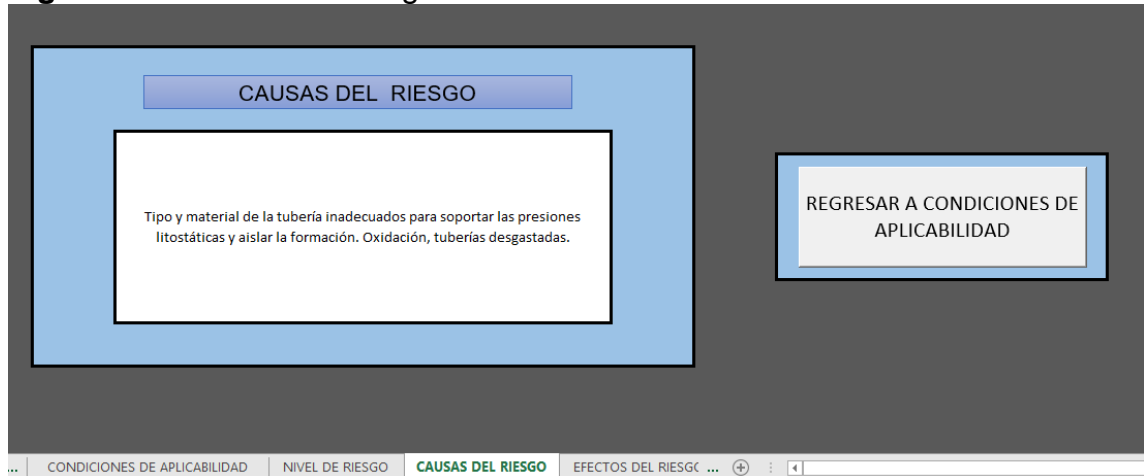 CAUSAS DEL RIESGO
Tipo y material de la tubería inadecuados para soportar las presiones
litostáticas y aislar la formación. Oxidación, tuberías desgastadas.
REGRESAR A CONDICIONES DE
APLICABILIDAD
... CONDICIONES DE APLICABILIDAD NIVEL DE RIESGO CAUSAS DEL RIESGO EFECTOS DEL RIESGC ...